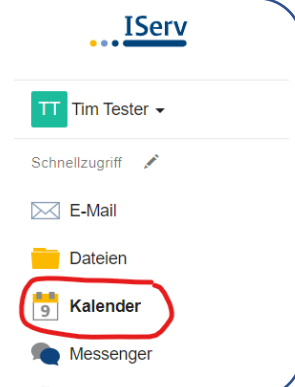 IServ
TT Tim Tester
Schnellzugriff
E-Mail
Dateien
9 Kalender
Messenger